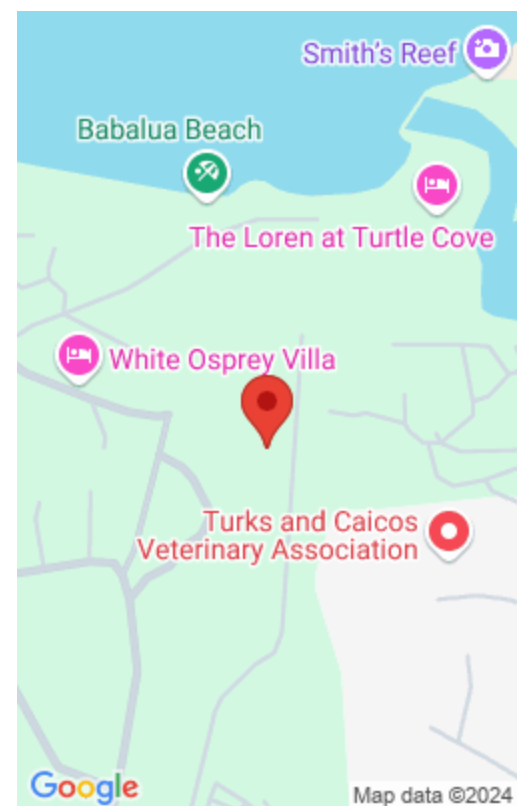 Smith's Reef
Babalua Beach
The Loren at Turtle Cove
White Osprey Villa
Turks and Caicos
Veterinary Association
Google
Map data ©2024